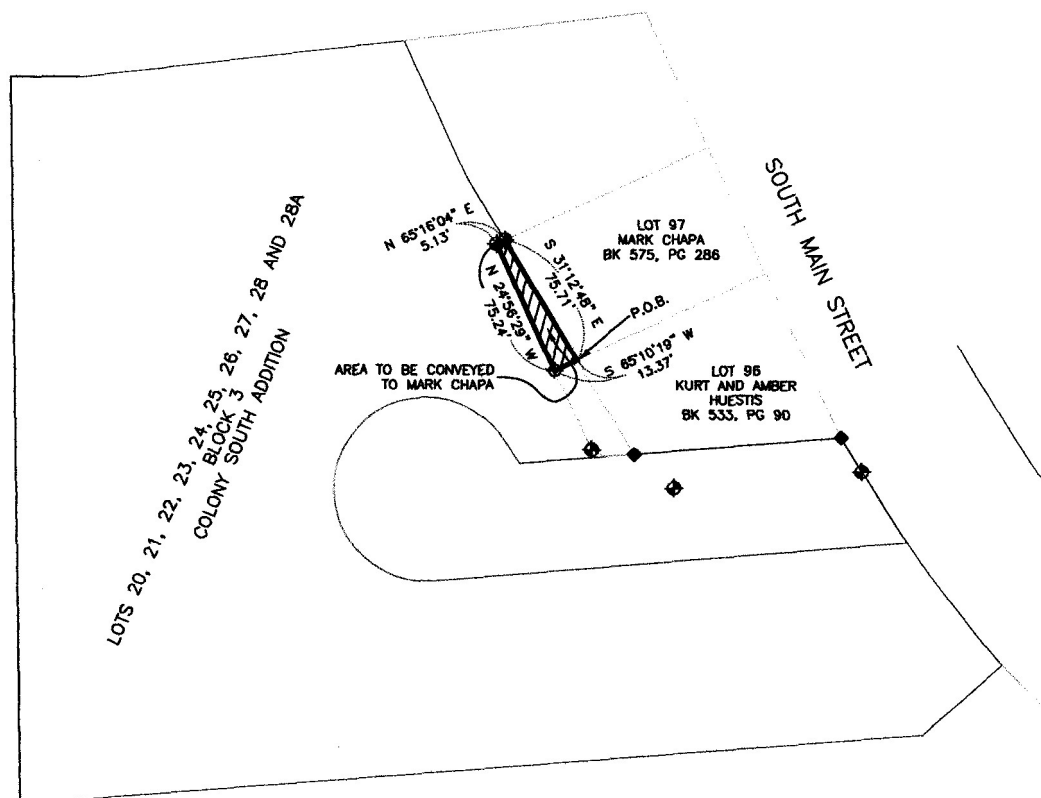 SOUTH MAIN STREET
N 65°16'04" E
5.13'
LOT 97
MARK CHAPA
BK 575, PG 286
S 31°12'48" E
75.71'
N 24°56'29" W
75.24'
P.O.B.
S 65°10'19" W
13.37'
AREA TO BE CONVEYED
TO MARK CHAPA
LOT 96
KURT AND AMBER
HUESTIS
BK 533, PG 90
LOTS 20, 21, 22, 23, 24, 25, 26, 27, 28 AND 28A
BLOCK 3
COLONY SOUTH ADDITION